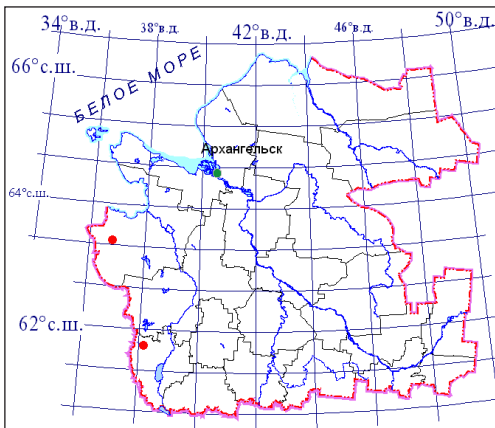 34°в.д.
38°в.д.
42°в.д.
46°в.д.
50°в.д.
66°с.ш.
БЕЛОЕ МОРЕ
Архангельск
64°с.ш.
62°с.ш.